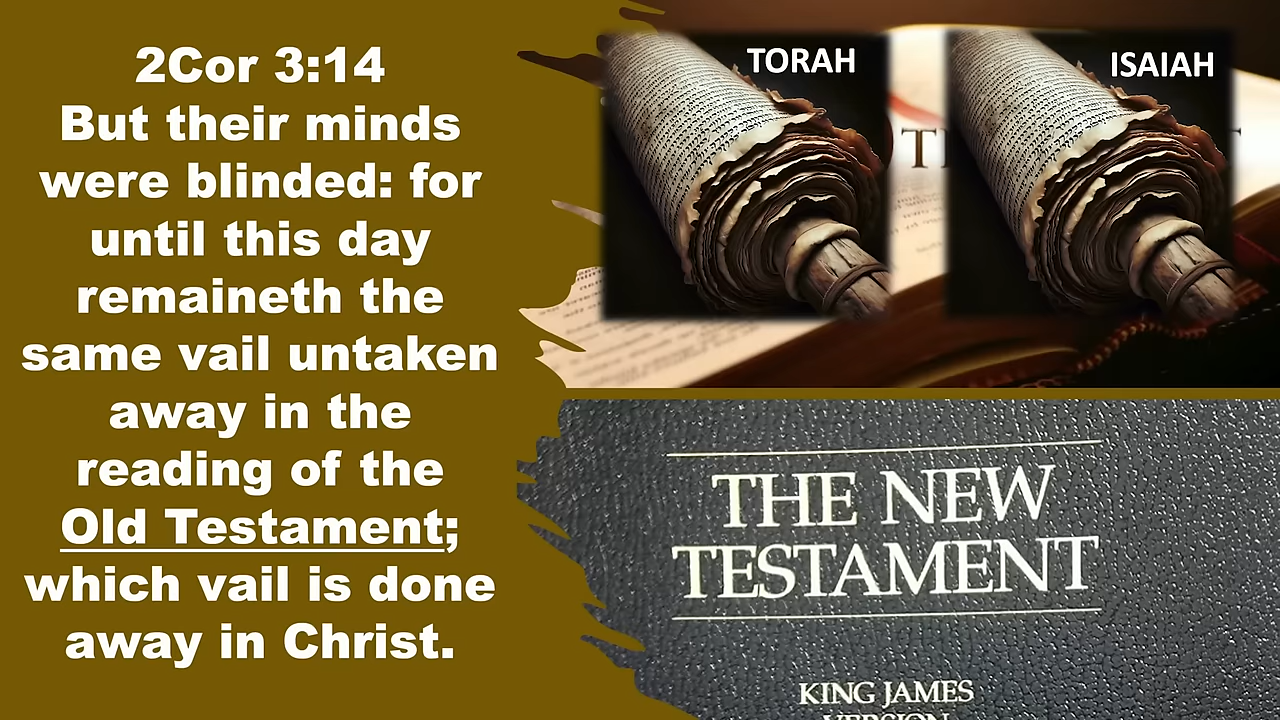 2Cor 3:14
But their minds
were blinded: for
until this day
remaineth the
same vail untaken
away in the
reading of the
Old Testament;
which vail is done
away in Christ.
TORAH
ISAIAH
THE NEW
TESTAMENT
KING JAMES
VERSION